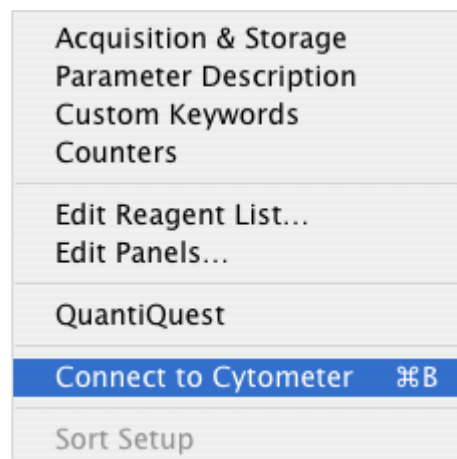 Acquisition & Storage
Parameter Description
Custom Keywords
Counters
Edit Reagent List...
Edit Panels...
QuantiQuest
Connect to Cytometer ⌘B
Sort Setup